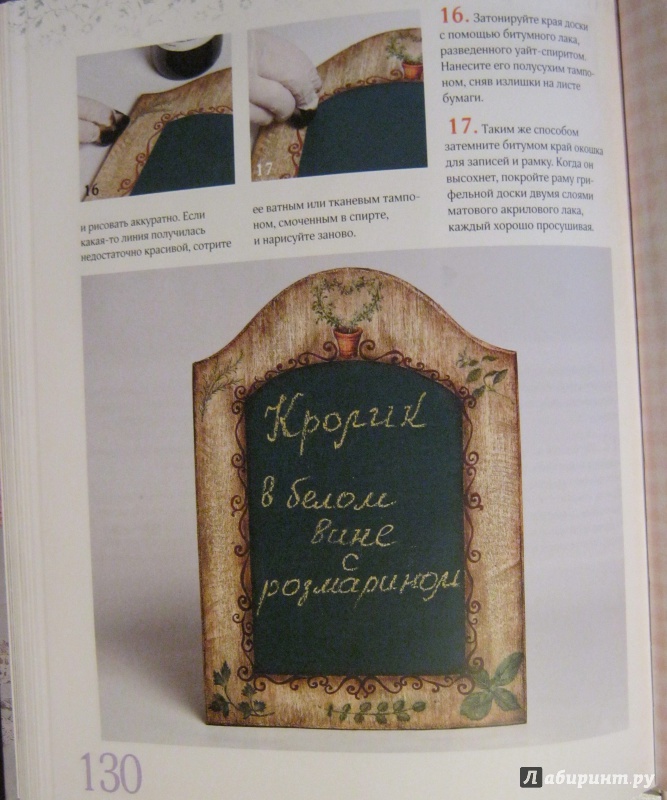 16. Затонируйте края доски
с помощью битумного лака,
разведенного уайт-спиритом.
Нанесите его полусухим тампо-
ном, сняв излишки на листе
бумаги.
17. Таким же способом
затемните битумом край окошка
для записей и рамку. Когда он
высохнет, покройте раму гри-
фельной доски двумя слоями
матового акрилового лака,
каждый хорошо просушивая.
16
17
и рисовать аккуратно. Если
какая-то линия получилась
недостаточно красивой, сотрите
ее ватным или тканевым тампо-
ном, смоченным в спирте,
и нарисуйте заново.
Кролик
в белом
вине
с
розмарином
130
Лабиринт.ру